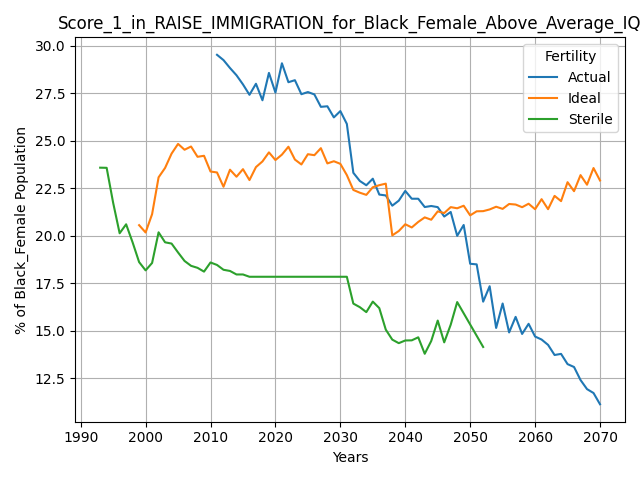 Score_1_in_RAISE_IMMIGRATION_for_Black_Female_Above_Average_IQ
% of Black_Female Population
30.0
27.5
25.0
22.5
20.0
17.5
15.0
12.5
Fertility
Actual
Ideal
Sterile
1990 2000 2010 2020 2030 2040 2050 2060 2070
Years